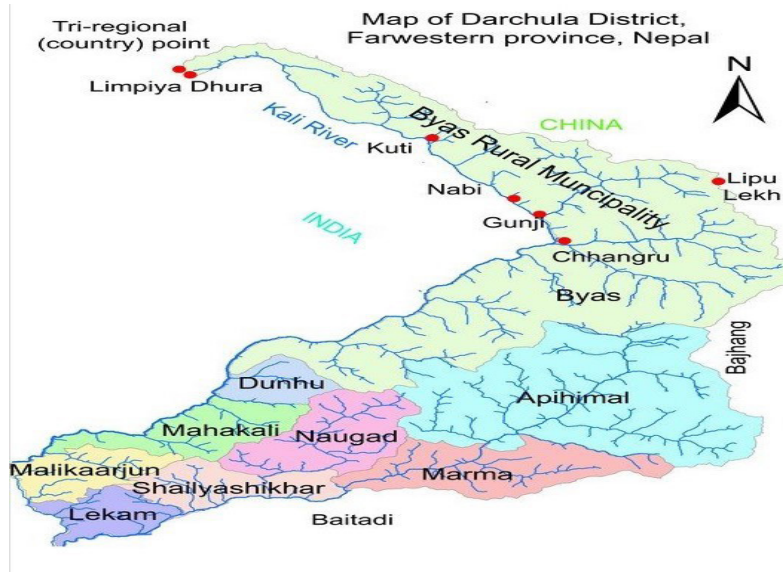 Map of Darchula District,
Farwestern province, Nepal
Tri-regional
(country) point
N
Limpiya Dhura
Kali River
CHINA
Kuti
Byas Rural Muncipality
Lipu
Lekh
Nabi
Gunji
INDIA
Chhangru
Byas
Bajhang
Dunhu
Apihimal
Mahakali
Naugad
Malikaarjun
Marma
Shailyashikhar
Lekam
Baitadi